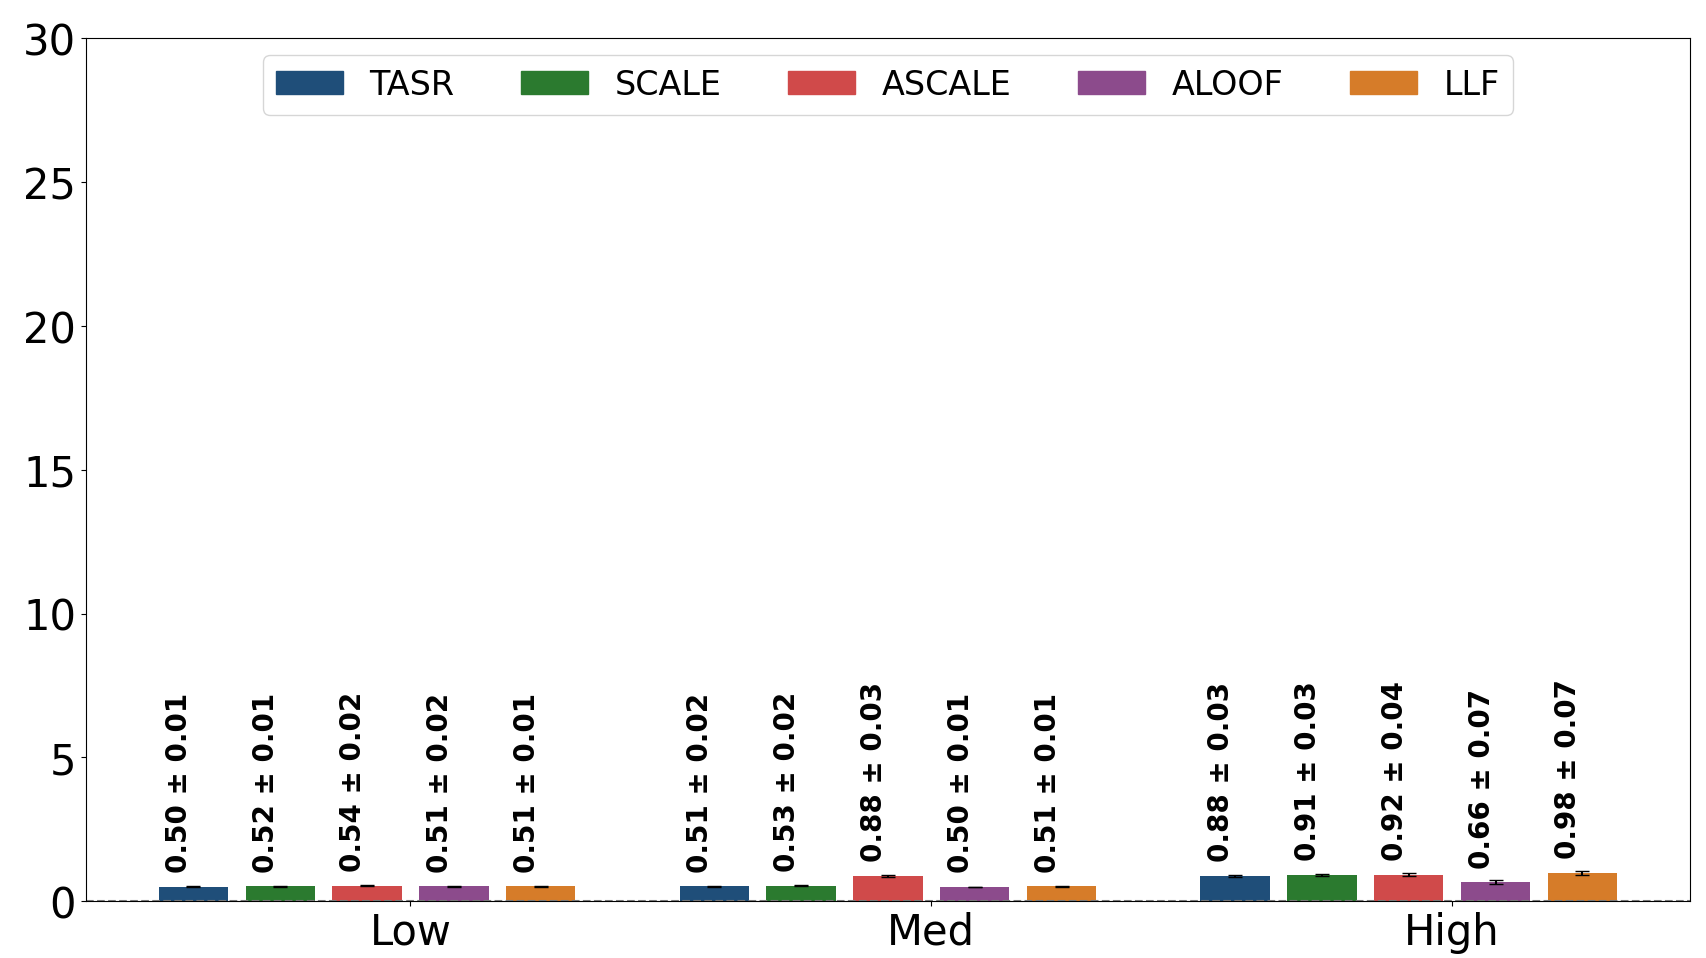 30
25
20
15
10
5
0
TASR SCALE ASCALE ALOOF LLF
0.50 ± 0.01
0.52 ± 0.01
0.54 ± 0.02
0.51 ± 0.02
0.51 ± 0.01
0.51 ± 0.02
0.53 ± 0.02
0.88 ± 0.03
0.50 ± 0.01
0.51 ± 0.01
0.88 ± 0.03
0.91 ± 0.03
0.92 ± 0.04
0.66 ± 0.07
0.98 ± 0.07
Low Med High